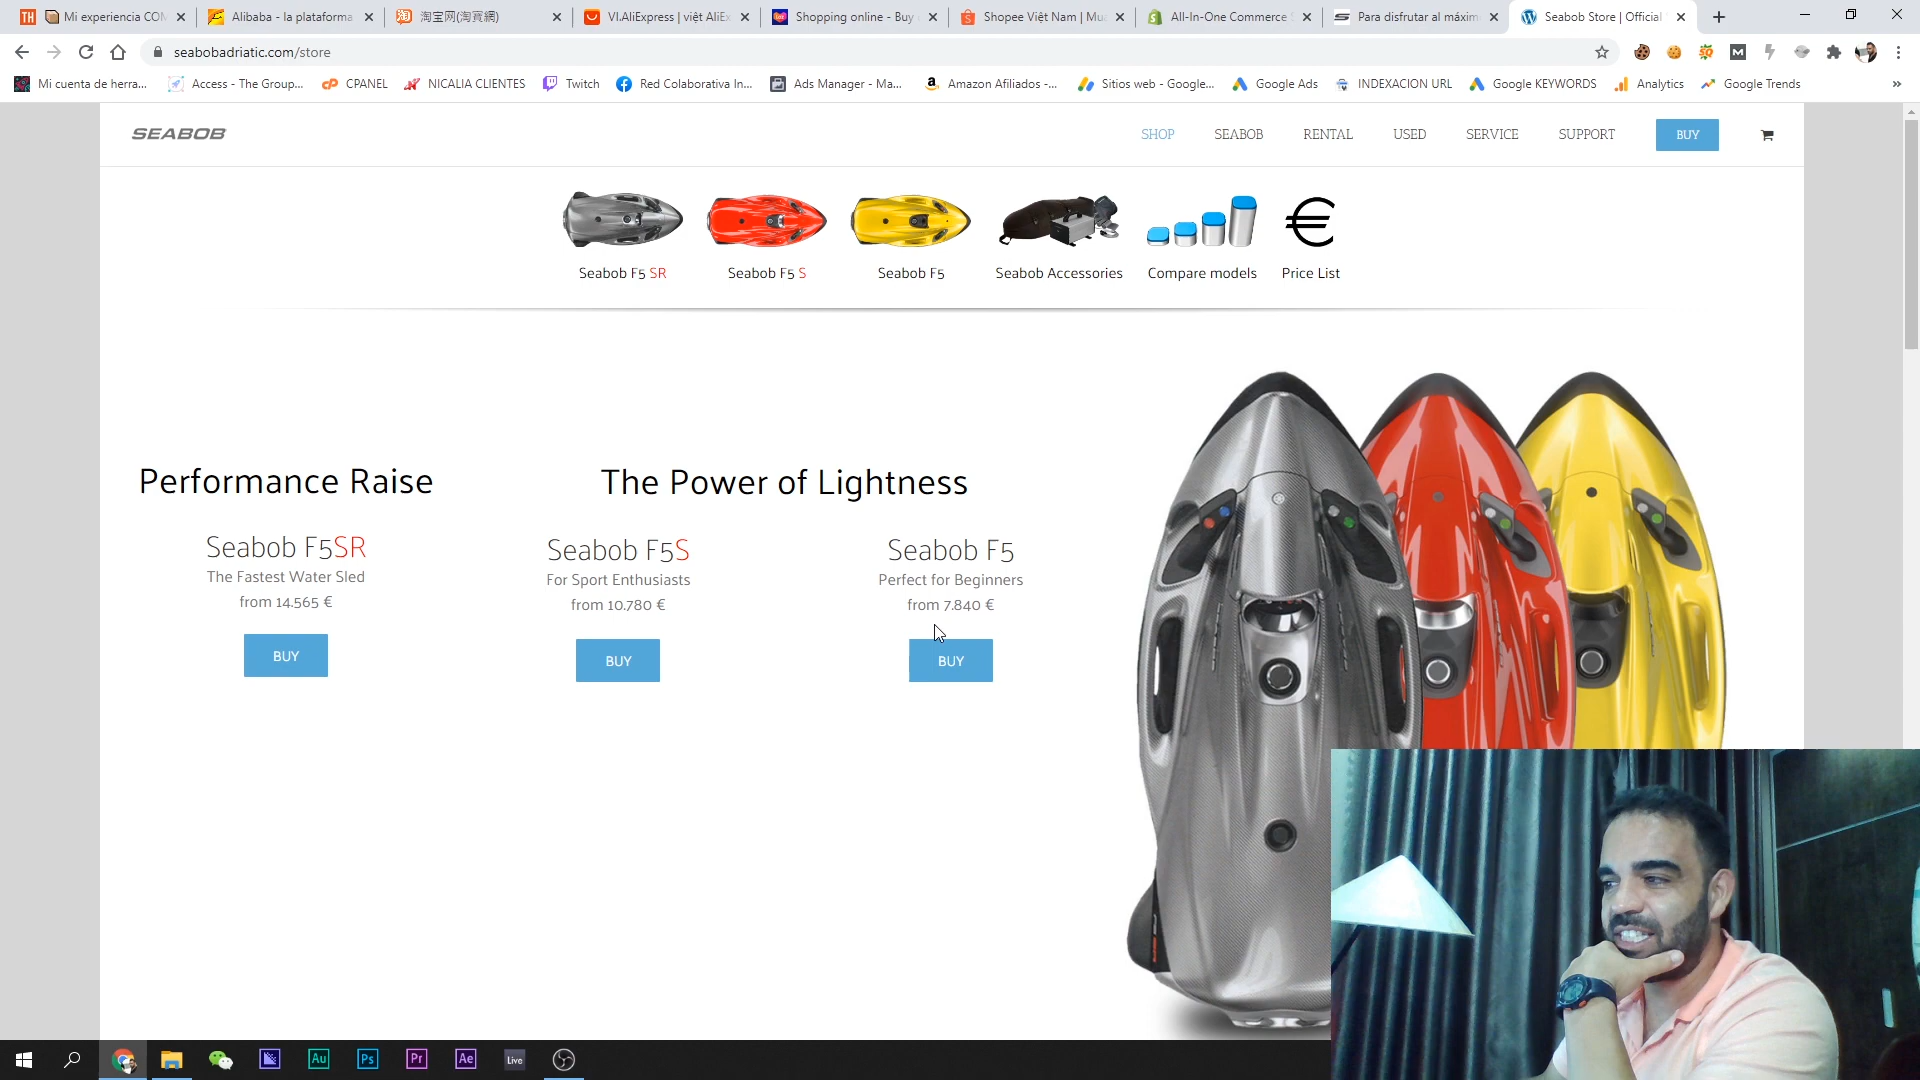 Mi experiencia CON
Alibaba - la plataforma
淘宝网(淘寶網)
VI.AliExpress | việt AliEx
Shopping online - Buy
Shopee Việt Nam | Mu
All-In-One Commerce
Para disfrutar al máxim
Seabob Store | Official
seabobadriatic.com/store
Mi cuenta de herra...
Access - The Group...
CPANEL
NICALIA CLIENTES
Twitch
Red Colaborativa In...
Ads Manager - Ma...
Amazon Afiliados -...
Sitios web - Google...
Google Ads
INDEXACION URL
Google KEYWORDS
Analytics
Google Trends
SEABOB
SHOP
SEABOB
RENTAL
USED
SERVICE
SUPPORT
BUY
Seabob F5 SR
Seabob F5 S
Seabob F5
Seabob Accessories
Compare models
€
Price List
Performance Raise
The Power of Lightness
Seabob F5SR
The Fastest Water Sled
from 14.565 €
BUY
Seabob F5S
For Sport Enthusiasts
from 10.780 €
BUY
Seabob F5
Perfect for Beginners
from 7.840 €
BUY
Au
Ps
Pr
Ae
Live